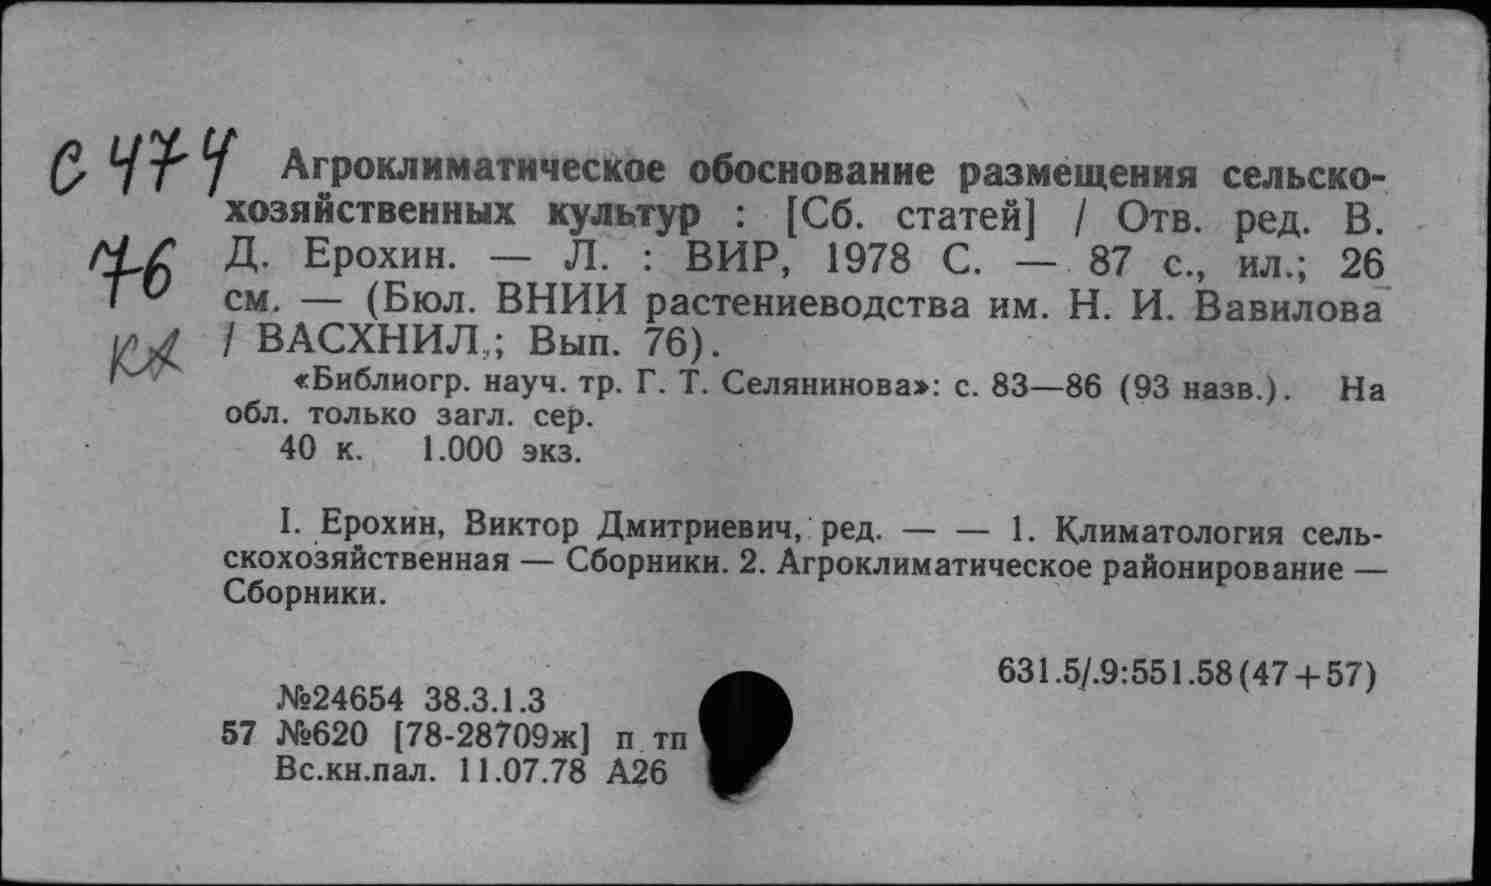 С 474
Агроклиматическое обоснование размещения сельско-
хозяйственных культур : [Сб. статей] / Отв. ред. В.
76
Д. Ерохин. — Л. : ВИР, 1978 С. — 87 с., ил.; 26
см. — (Бюл. ВНИИ растениеводства им. Н. И. Вавилова
/ ВАСХНИЛ,; Вып. 76).
«Библиогр. науч. тр. Г. Т. Селянинова»: с. 83—86 (93 назв.). На
обл. только загл. сер.
40 к. 1.000 экз.
I. Ерохин, Виктор Дмитриевич, ред. — — 1. Климатология сель-
скохозяйственная — Сборники. 2. Агроклиматическое районирование —
Сборники.
631.5/.9:551.58(47+57)
№24654 38.3.1.3
57 №620 [78-28709ж] п тп
Вс.кн.пал. 11.07.78 А26